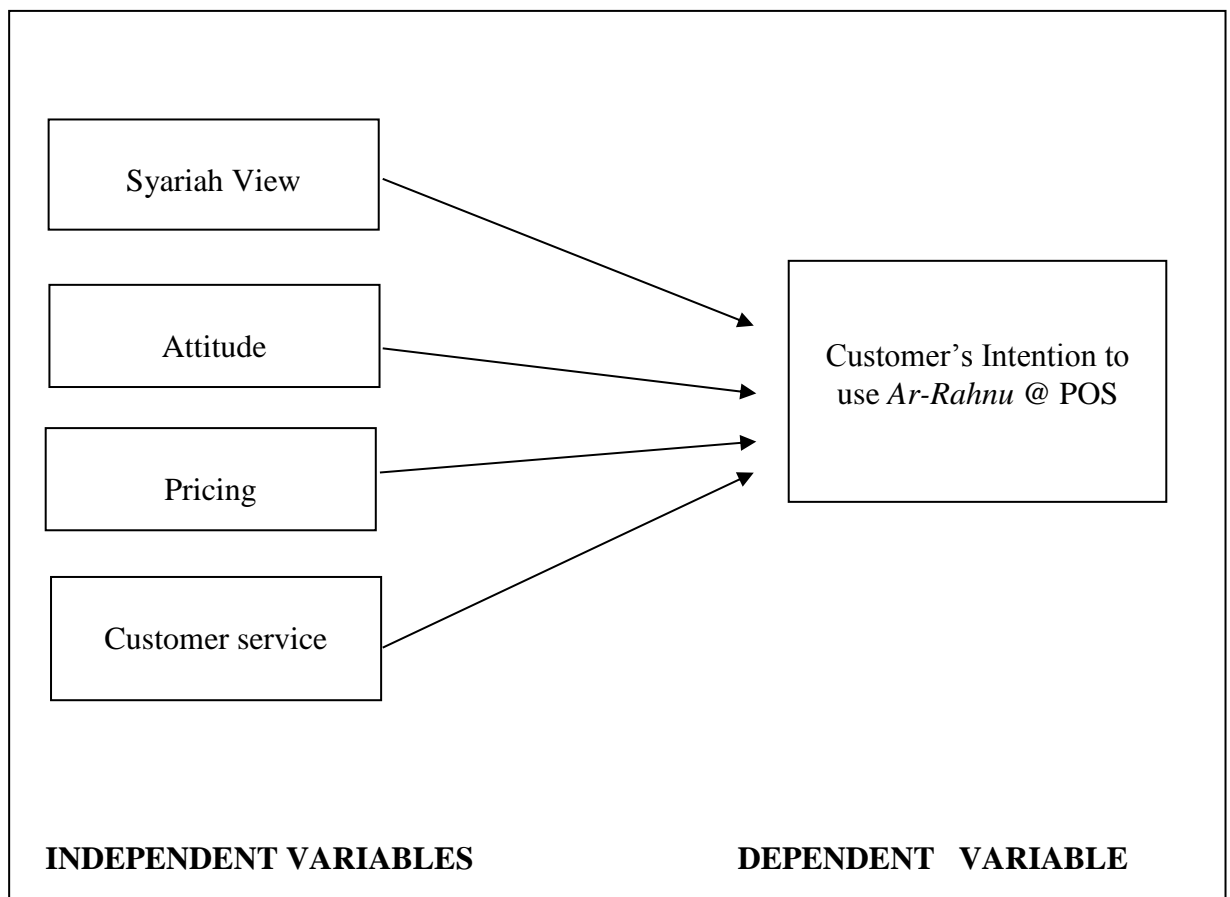 Syariah View
Attitude
Pricing
Customer service
Customer’s Intention to
use Ar-Rahnu @ POS
INDEPENDENT VARIABLES
DEPENDENT VARIABLE